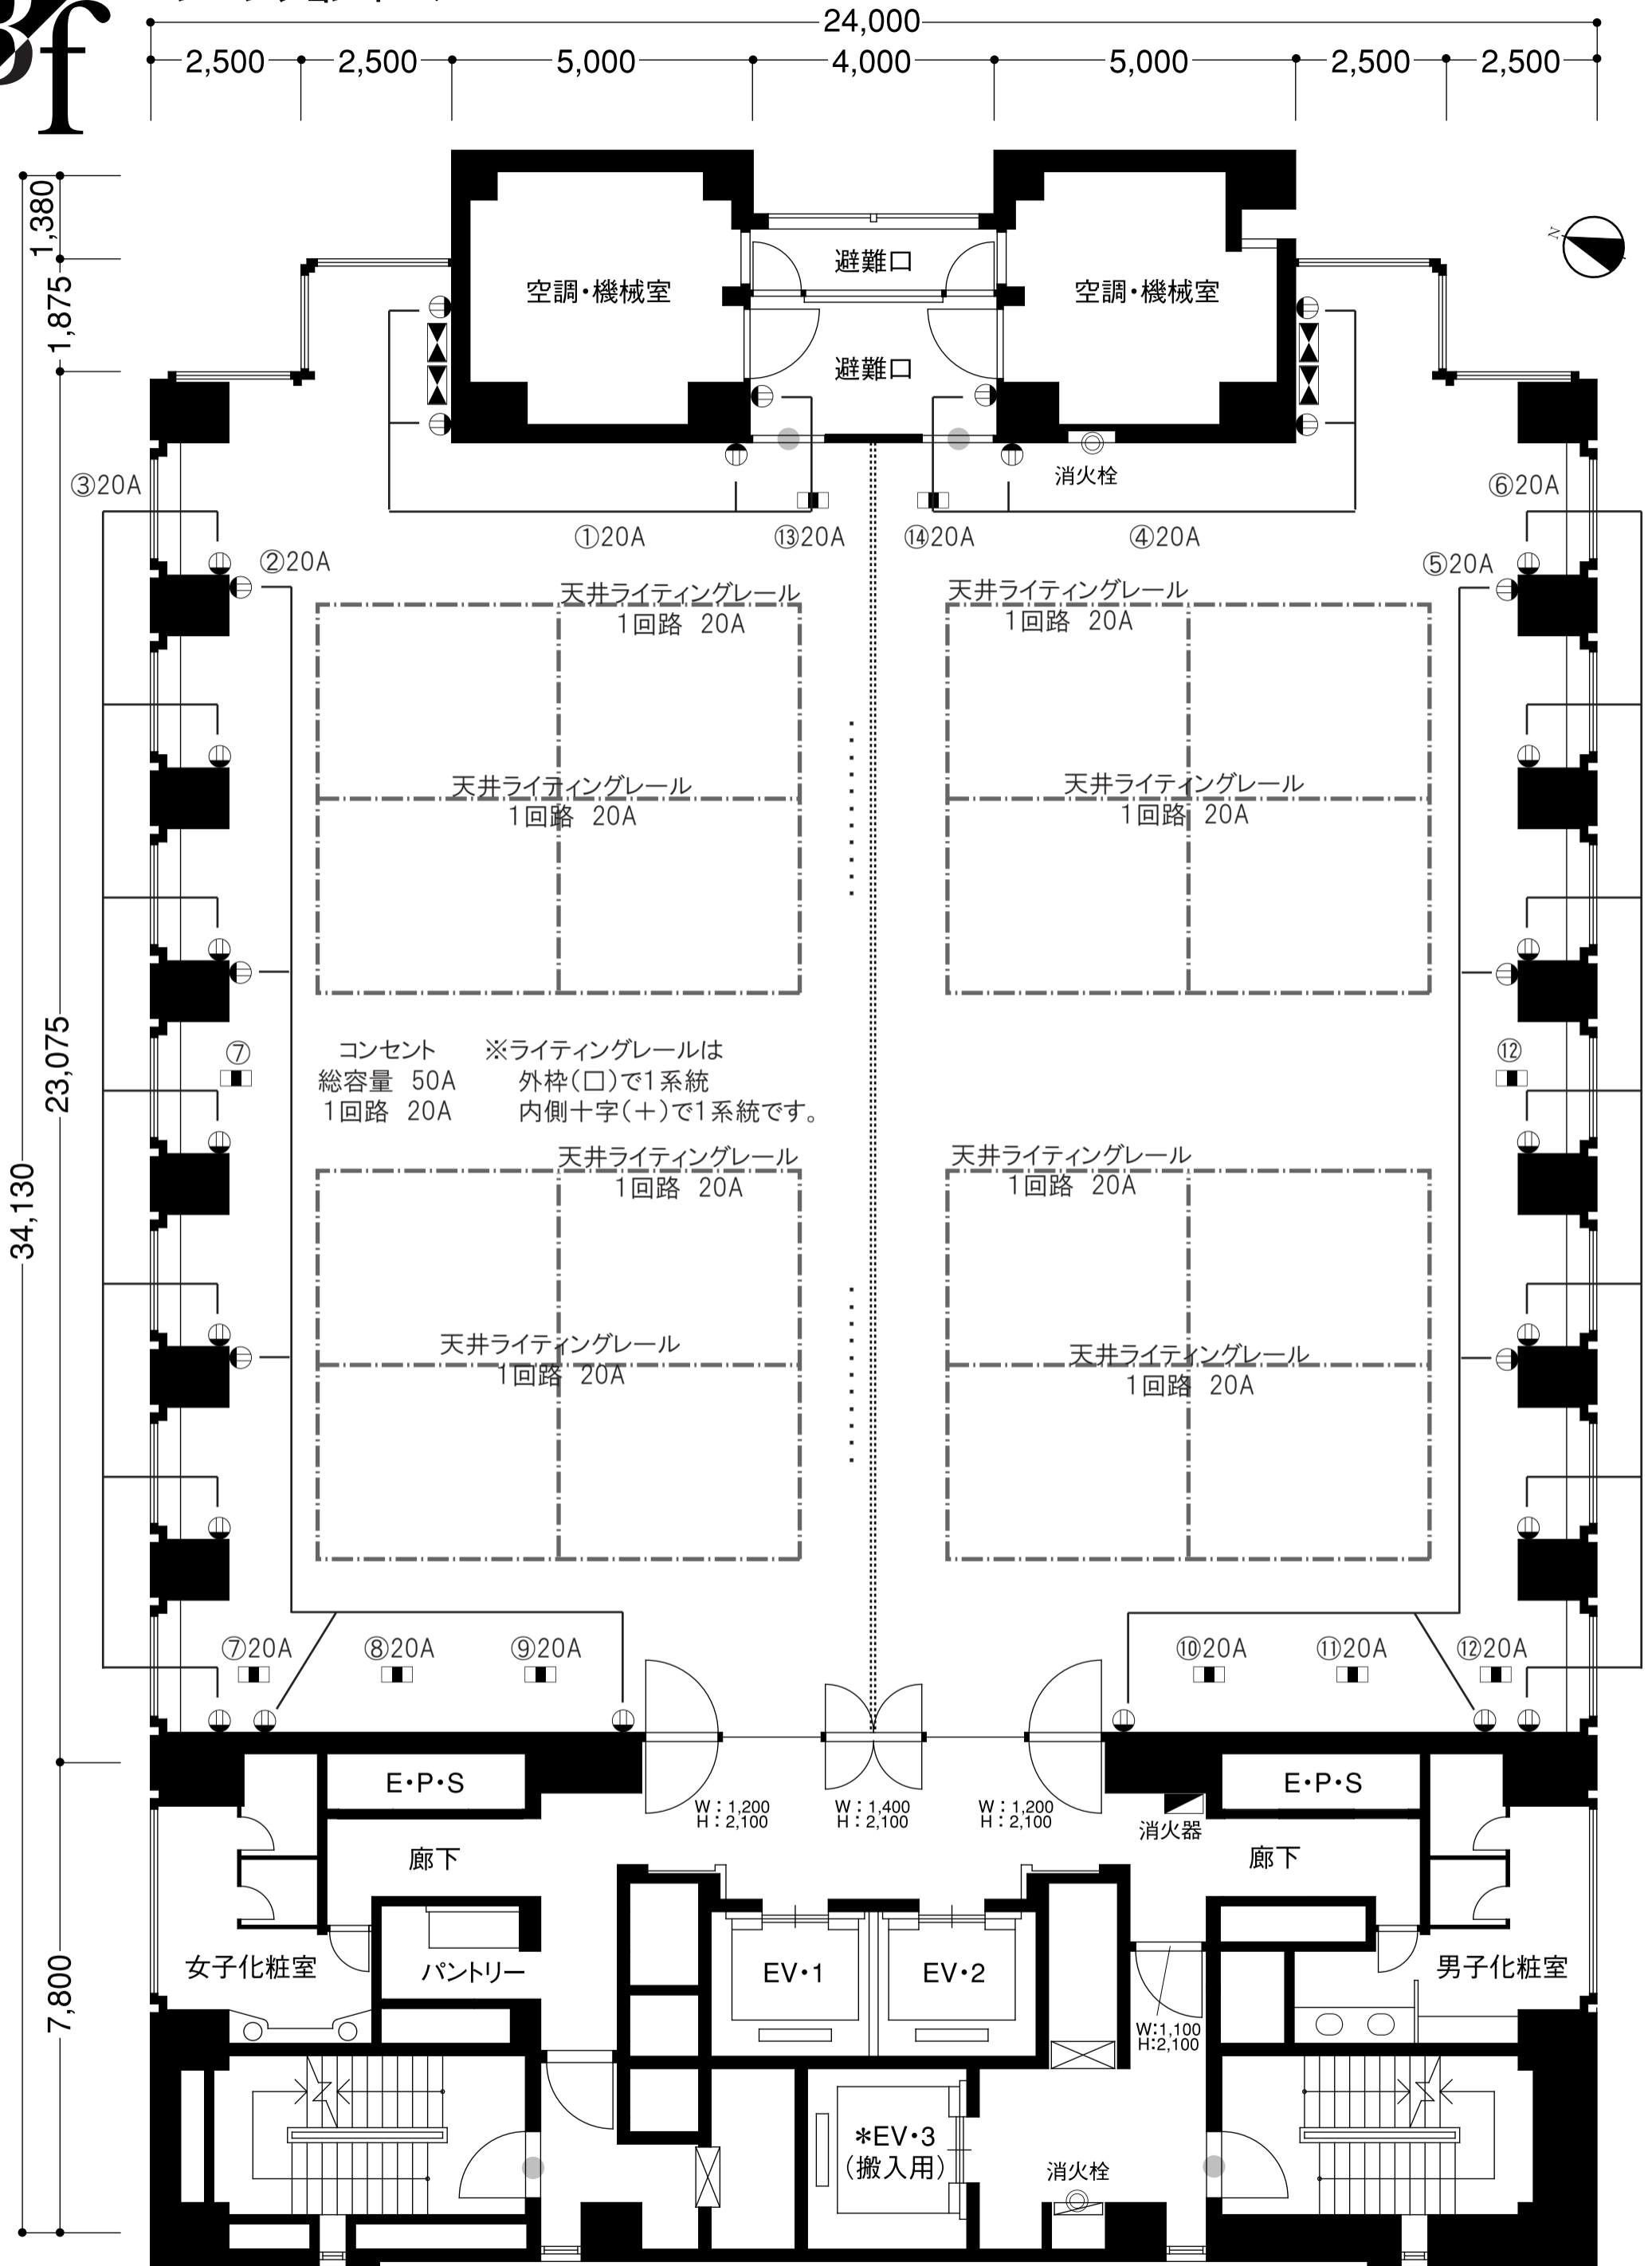 3f
24,000
2,500 2,500 5,000 4,000 5,000 2,500 2,500
1,380
1,875
23,075
34,130
7,800
N
避難口
空調・機械室
空調・機械室
避難口
消火栓
③20A
⑥20A
①20A
⑬20A
⑭20A
④20A
②20A
⑤20A
天井ライティングレール
1回路 20A
天井ライティングレール
1回路 20A
天井ライティングレール
1回路 20A
天井ライティングレール
1回路 20A
⑦
⑫
コンセント
総容量 50A
1回路 20A
※ライティングレールは
外枠(□)で1系統
内側十字(+)で1系統です。
天井ライティングレール
1回路 20A
天井ライティングレール
1回路 20A
天井ライティングレール
1回路 20A
天井ライティングレール
1回路 20A
⑦20A
⑧20A
⑨20A
⑩20A
⑪20A
⑫20A
E・P・S
E・P・S
W：1,200
H：2,100
W：1,400
H：2,100
W：1,200
H：2,100
消火器
廊下
廊下
女子化粧室
パントリー
EV・1
EV・2
男子化粧室
W:1,100
H:2,100
＊EV・3
(搬入用)
消火栓